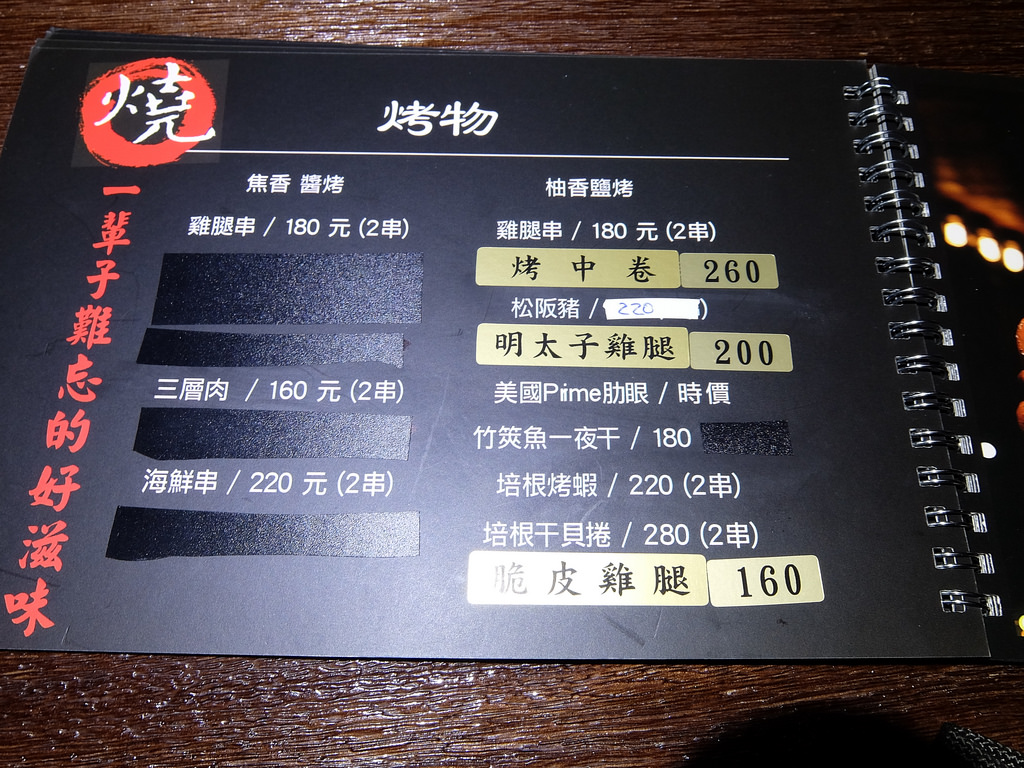 燒
烤物
一輩子難忘的好滋味
焦香 醬烤
雞腿串 / 180 元 (2串)
三層肉 / 160 元 (2串)
海鮮串 / 220 元 (2串)
柚香鹽烤
雞腿串 / 180 元 (2串)
烤中卷 260
松阪豬 / 220 )
明太子雞腿 200
美國Prime肋眼 / 時價
竹筴魚一夜干 / 180
培根烤蝦 / 220 (2串)
培根干貝捲 / 280 (2串)
脆皮雞腿 160